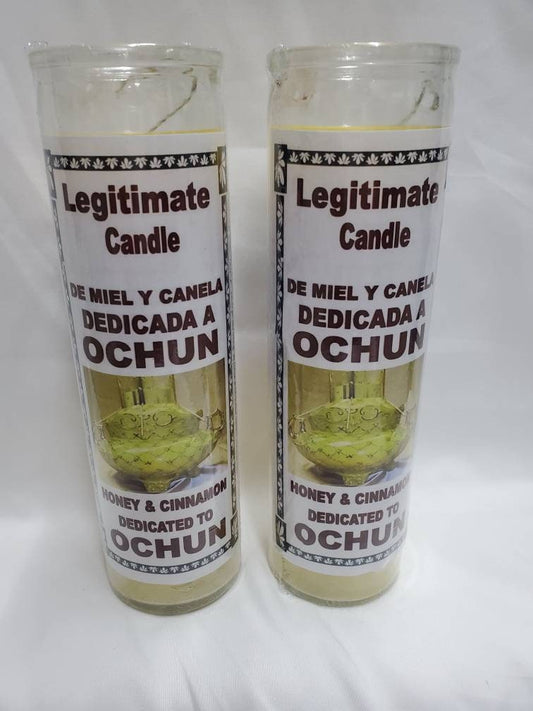 Legitimate
Candle
DE MIEL Y CANELA
DEDICADA A
OCHUN
HONEY & CINNAMON
DEDICATED TO
OCHUN
Legitimate
Candle
DE MIEL Y CANELA
DEDICADA A
OCHUN
HONEY & CINNAMON
DEDICATED TO
OCHUN